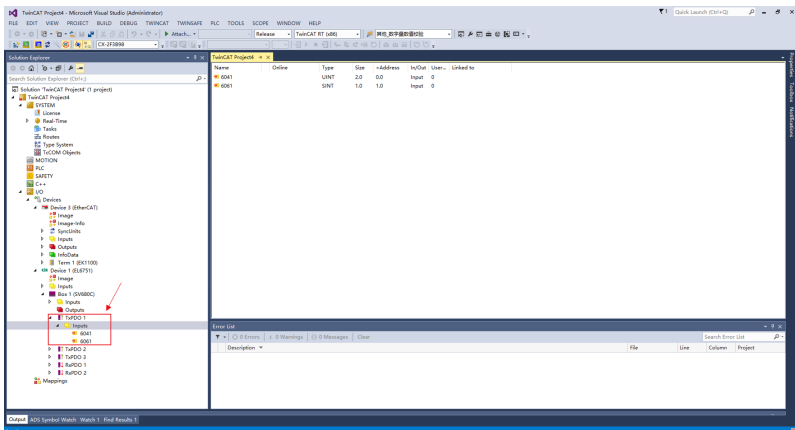 TwinCAT Project4 - Microsoft Visual Studio (Administrator)
1 Quick Launch (Ctrl+Q)
FILE EDIT VIEW PROJECT BUILD DEBUG TWINCAT TWINSAFE PLC TOOLS SCOPE WINDOW HELP
Attach... Release TwinCAT RT (x86)
CX-2F3B98
Solution Explorer
TwinCAT Project4
Search Solution Explorer (Ctrl+;)
Name Online Type Size >Address In/Out User... Linked to
6041 UINT 2.0 0.0 Input 0
6061 SINT 1.0 1.0 Input 0
Solution 'TwinCAT Project4' (1 project)
TwinCAT Project4
SYSTEM
License
Real-Time
Tasks
Routes
Type System
TcCOM Objects
MOTION
PLC
SAFETY
C++
I/O
Devices
Device 3 (EtherCAT)
Image
Image-Info
SyncUnits
Inputs
Outputs
InfoData
Term 1 (EK1100)
Device 1 (EL6751)
Image
Inputs
Box 1 (SV680C)
Inputs
Outputs
TxPDO 1
Inputs
6041
6061
TxPDO 2
TxPDO 3
RxPDO 1
RxPDO 2
Mappings
Properties
Toolbox
Notifications
Error List
0 Errors 0 Warnings 0 Messages Clear
Search Error List
Description File Line Column Project
Output ADS Symbol Watch Watch 1 Find Results 1